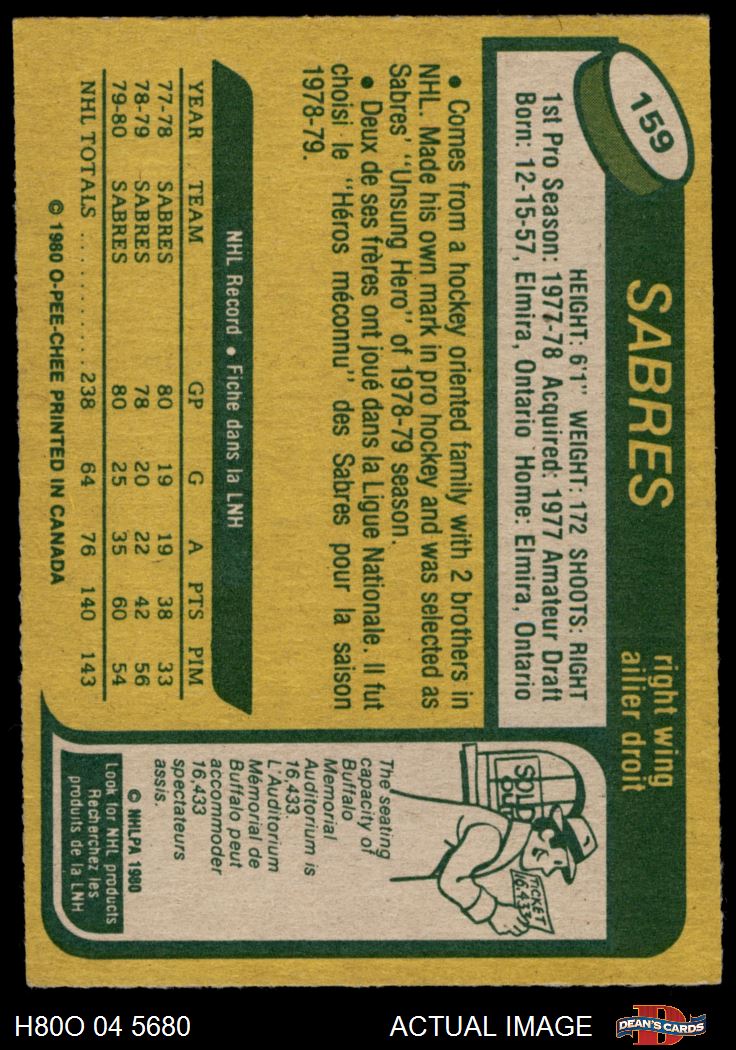 159
SABRES
right wing
ailier droit
HEIGHT: 6'1" WEIGHT: 172 SHOOTS: RIGHT
1st Pro Season: 1977-78 Acquired: 1977 Amateur Draft
Born: 12-15-57, Elmira, Ontario Home: Elmira, Ontario
• Comes from a hockey oriented family with 2 brothers in
NHL. Made his own mark in pro hockey and was selected as
Sabres' "Unsung Hero" of 1978-79 season.
• Deux de ses frères ont joué dans la Ligue Nationale. Il fut
choisi le "Héros méconnu" des Sabres pour la saison
1978-79.
NHL Record • Fiche dans la LNH
YEAR TEAM GP G A PTS PIM
77-78 SABRES 80 19 19 38 33
78-79 SABRES 78 20 22 42 56
79-80 SABRES 80 25 35 60 54
NHL TOTALS ........... 238 64 76 140 143
© 1980 O-PEE-CHEE PRINTED IN CANADA
SOLD
OUT
TICKET
16,433
The seating
capacity of
Buffalo
Memorial
Auditorium is
16,433.
L'Auditorium
Mémorial de
Buffalo peut
accommoder
16,433
spectateurs
assis.
© NHLPA 1980
Look for NHL products
Recherchez les
produits de la LNH
H80O 04 5680
ACTUAL IMAGE
D
DEAN'S CARDS